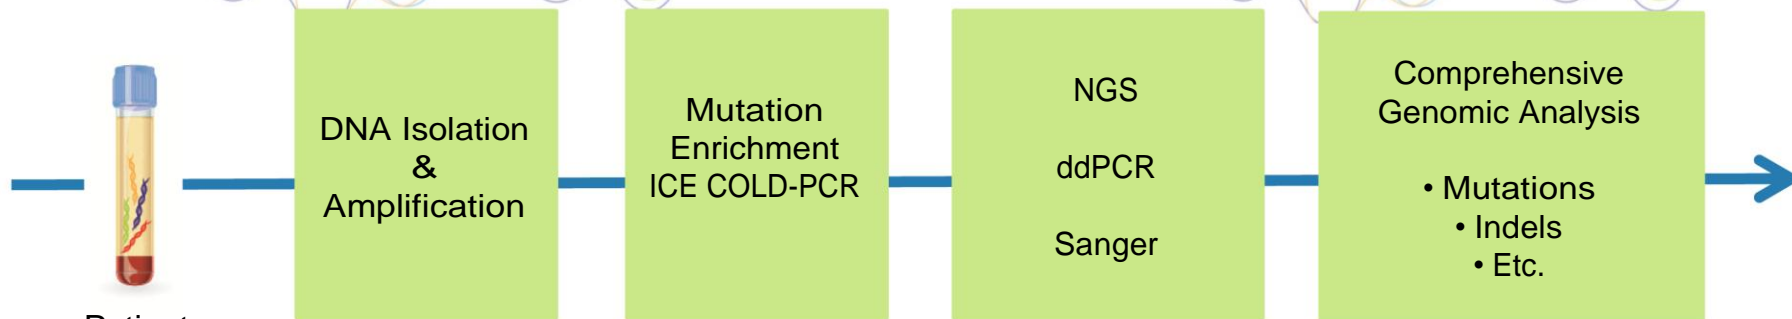 DNA Isolation
&
Amplification
Mutation
Enrichment
ICE COLD-PCR
NGS
ddPCR
Sanger
Comprehensive
Genomic Analysis
• Mutations
• Indels
• Etc.